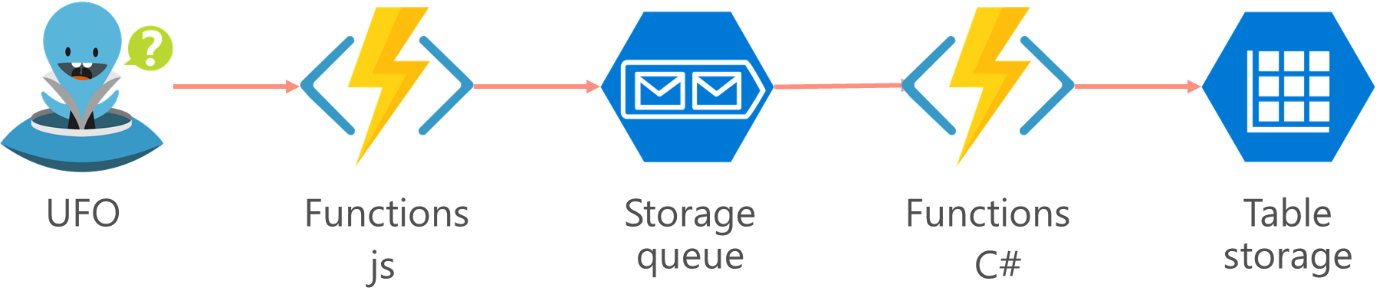 ?
UFO
Functions
js
Storage
queue
Functions
C#
Table
storage